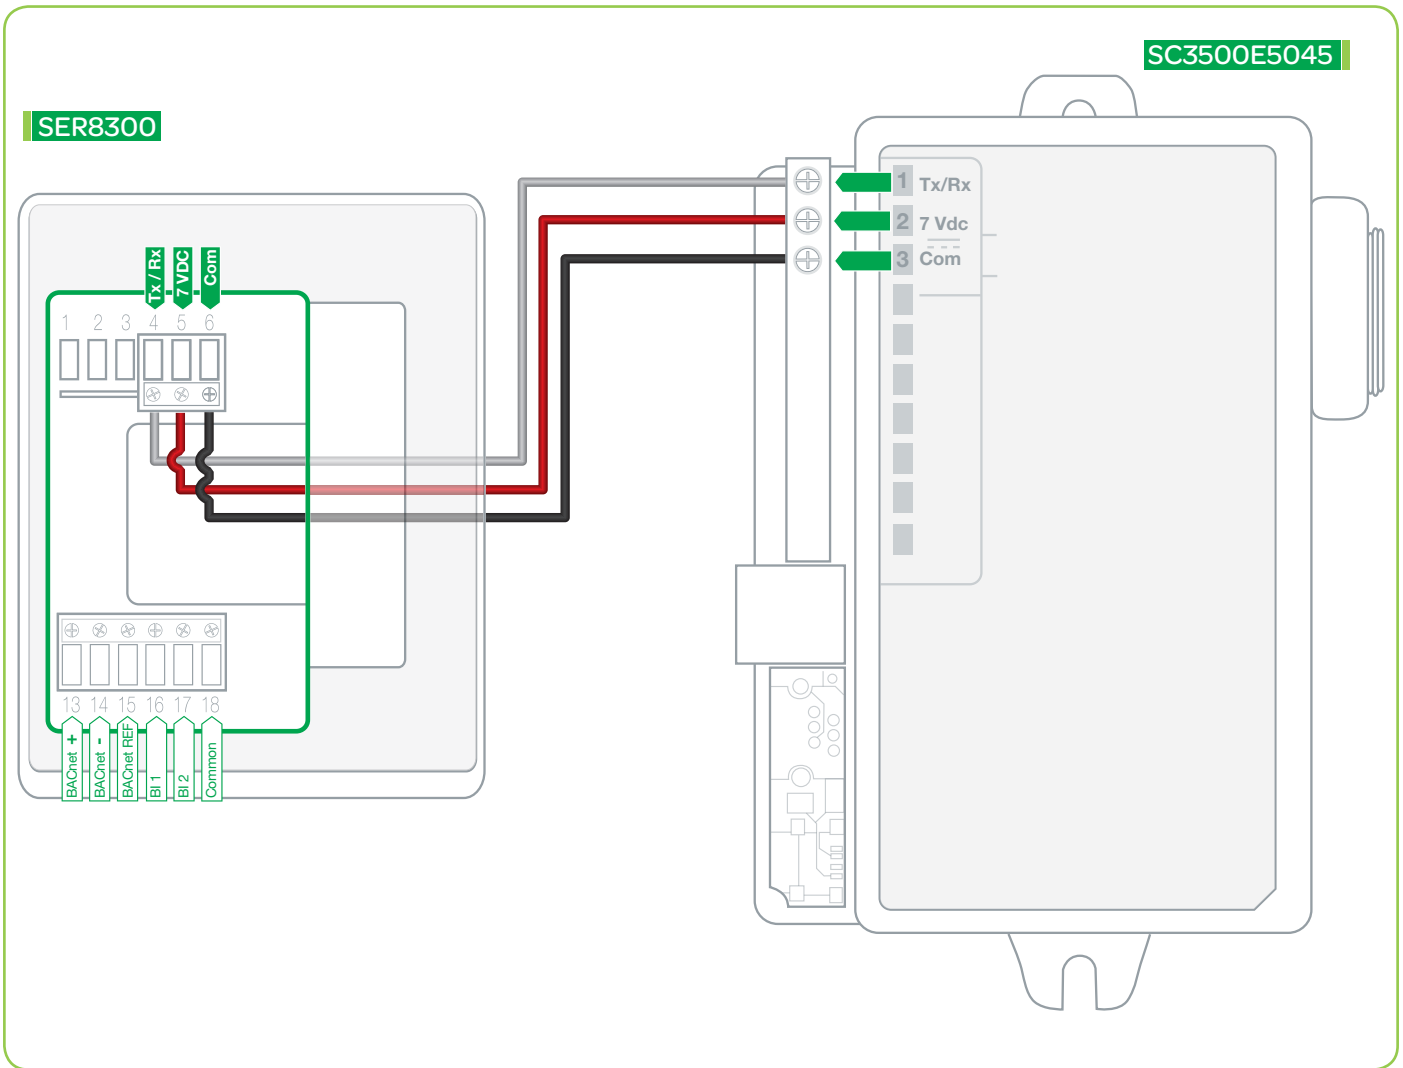 SC3500E5045
SER8300
Tx / Rx
7 VDC
Com
1 2 3 4 5 6
1 Tx/Rx
2 7 Vdc
3 Com
13 14 15 16 17 18
BACnet +
BACnet -
BACnet REF
BI 1
BI 2
Common